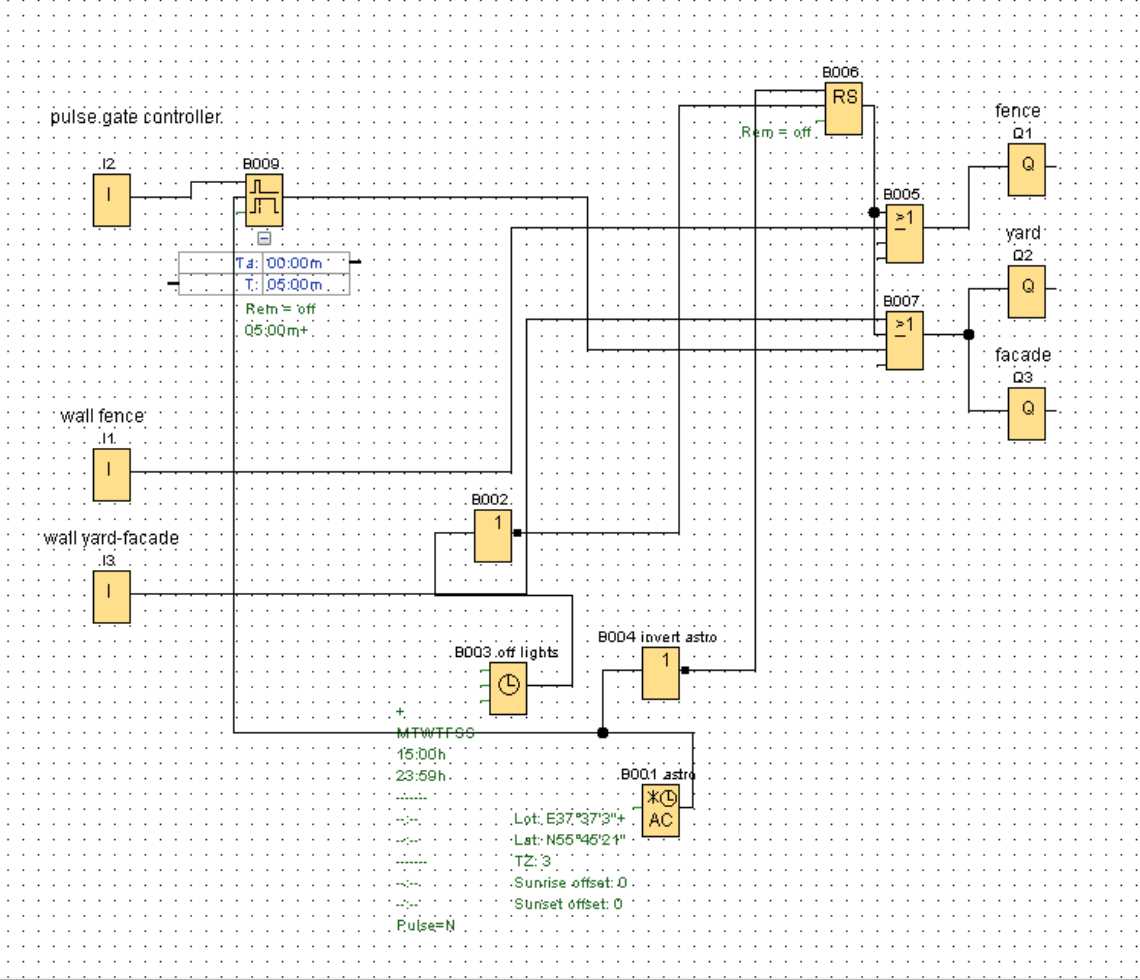 B006
RS
Rem = off
fence
Q1
Q
pulse gate controller
I2
I
B009
Ta: 00:00m
T: 05:00m
Rem = off
05:00m+
B005
>1
yard
Q2
Q
B007
>1
facade
Q3
Q
wall fence
I1
I
B002
1
wall yard-facade
I3
I
B004 invert astro
1
B003 off lights
+
MTWTFSS
15:00h
23:59h
------
--:--
--:--
------
--:--
--:--
Pulse=N
B001 astro
AC
Lot: E37°37'3"+
Lat: N55°45'21"
TZ: 3
Sunrise offset: 0
Sunset offset: 0